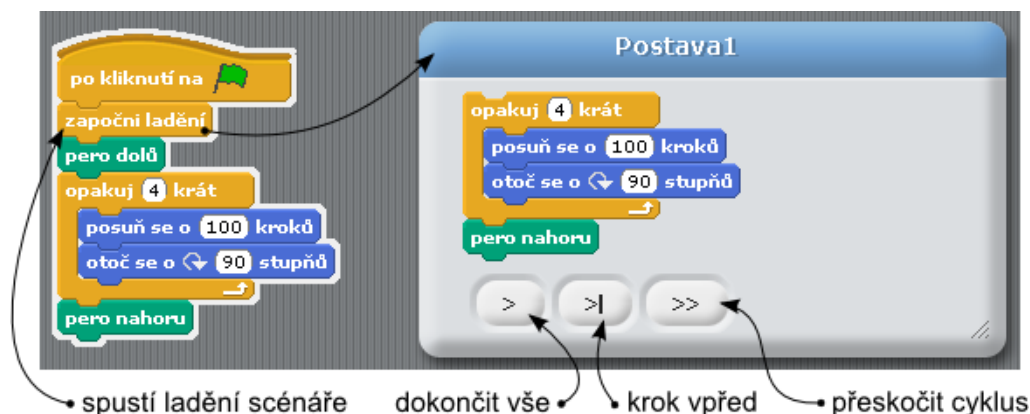 po kliknutí na
započni ladění
pero dolů
opakuj 4 krát
posuň se o 100 kroků
otoč se o 90 stupňů
pero nahoru
Postava1
opakuj 4 krát
posuň se o 100 kroků
otoč se o 90 stupňů
pero nahoru
> >| >>
spustí ladění scénáře dokončit vše krok vpřed přeskočit cyklus